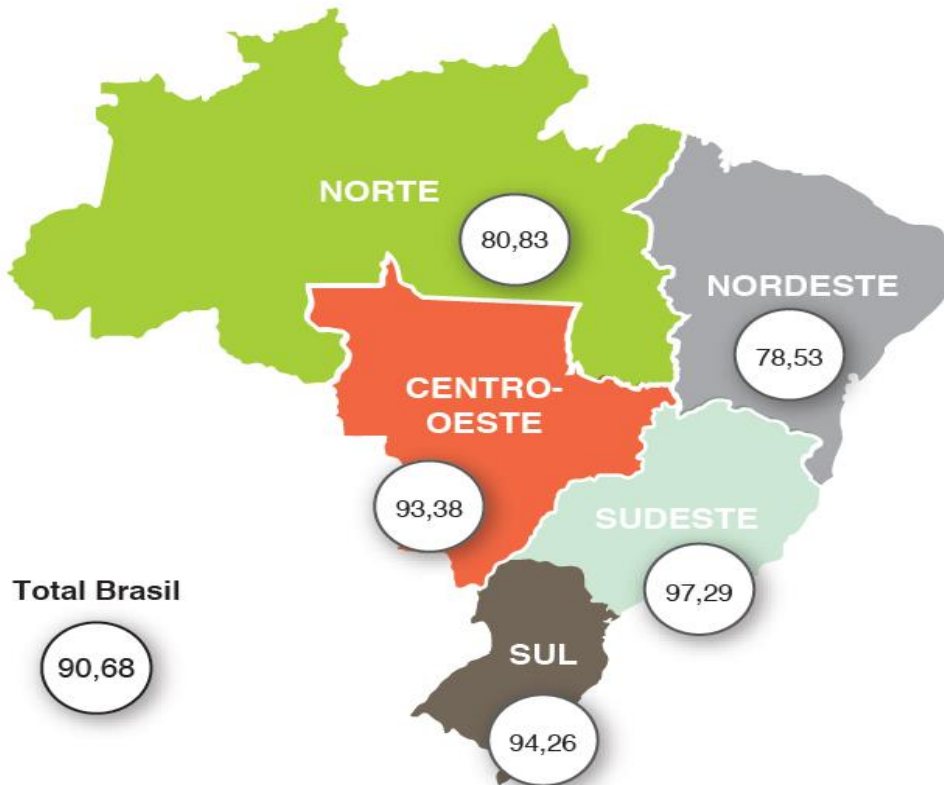 NORTE
80,83
NORDESTE
78,53
CENTRO-
OESTE
93,38
SUDESTE
97,29
Total Brasil
90,68
SUL
94,26